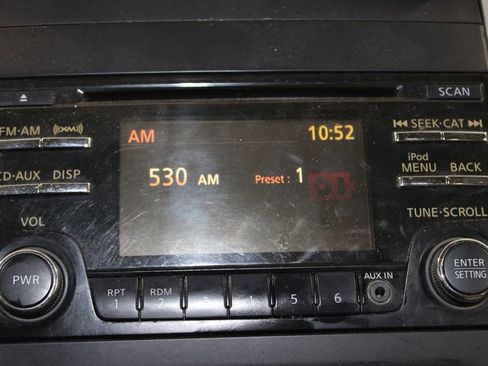 SCAN
FM·AM
((XM))
SEEK·CAT
CD·AUX
DISP
iPod
MENU
BACK
AM
10:52
530 AM
Preset : 1
VOL
TUNE·SCROLL
PWR
ENTER
SETTING
AUX IN
RPT
1
RDM
2
5
6